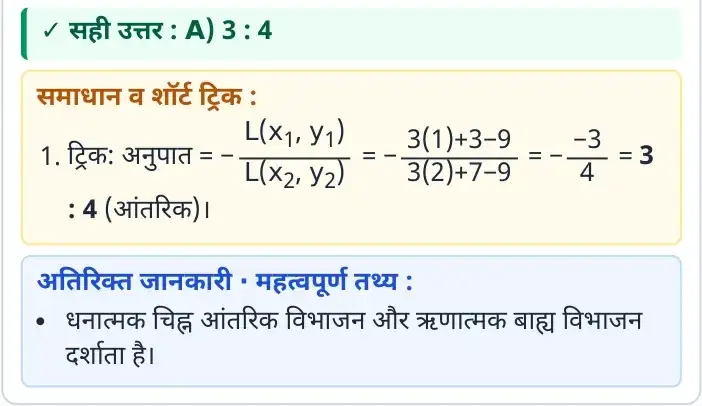 ✓ सही उत्तर : A) 3 : 4
समाधान व शॉर्ट ट्रिक :
1. ट्रिक: अनुपात = − L(x₁, y₁) / L(x₂, y₂) = − 3(1)+3−9 / 3(2)+7−9 = − −3 / 4 = 3
: 4 (आंतरिक)।
अतिरिक्त जानकारी · महत्वपूर्ण तथ्य :
• धनात्मक चिह्न आंतरिक विभाजन और ऋणात्मक बाह्य विभाजन
दर्शाता है।